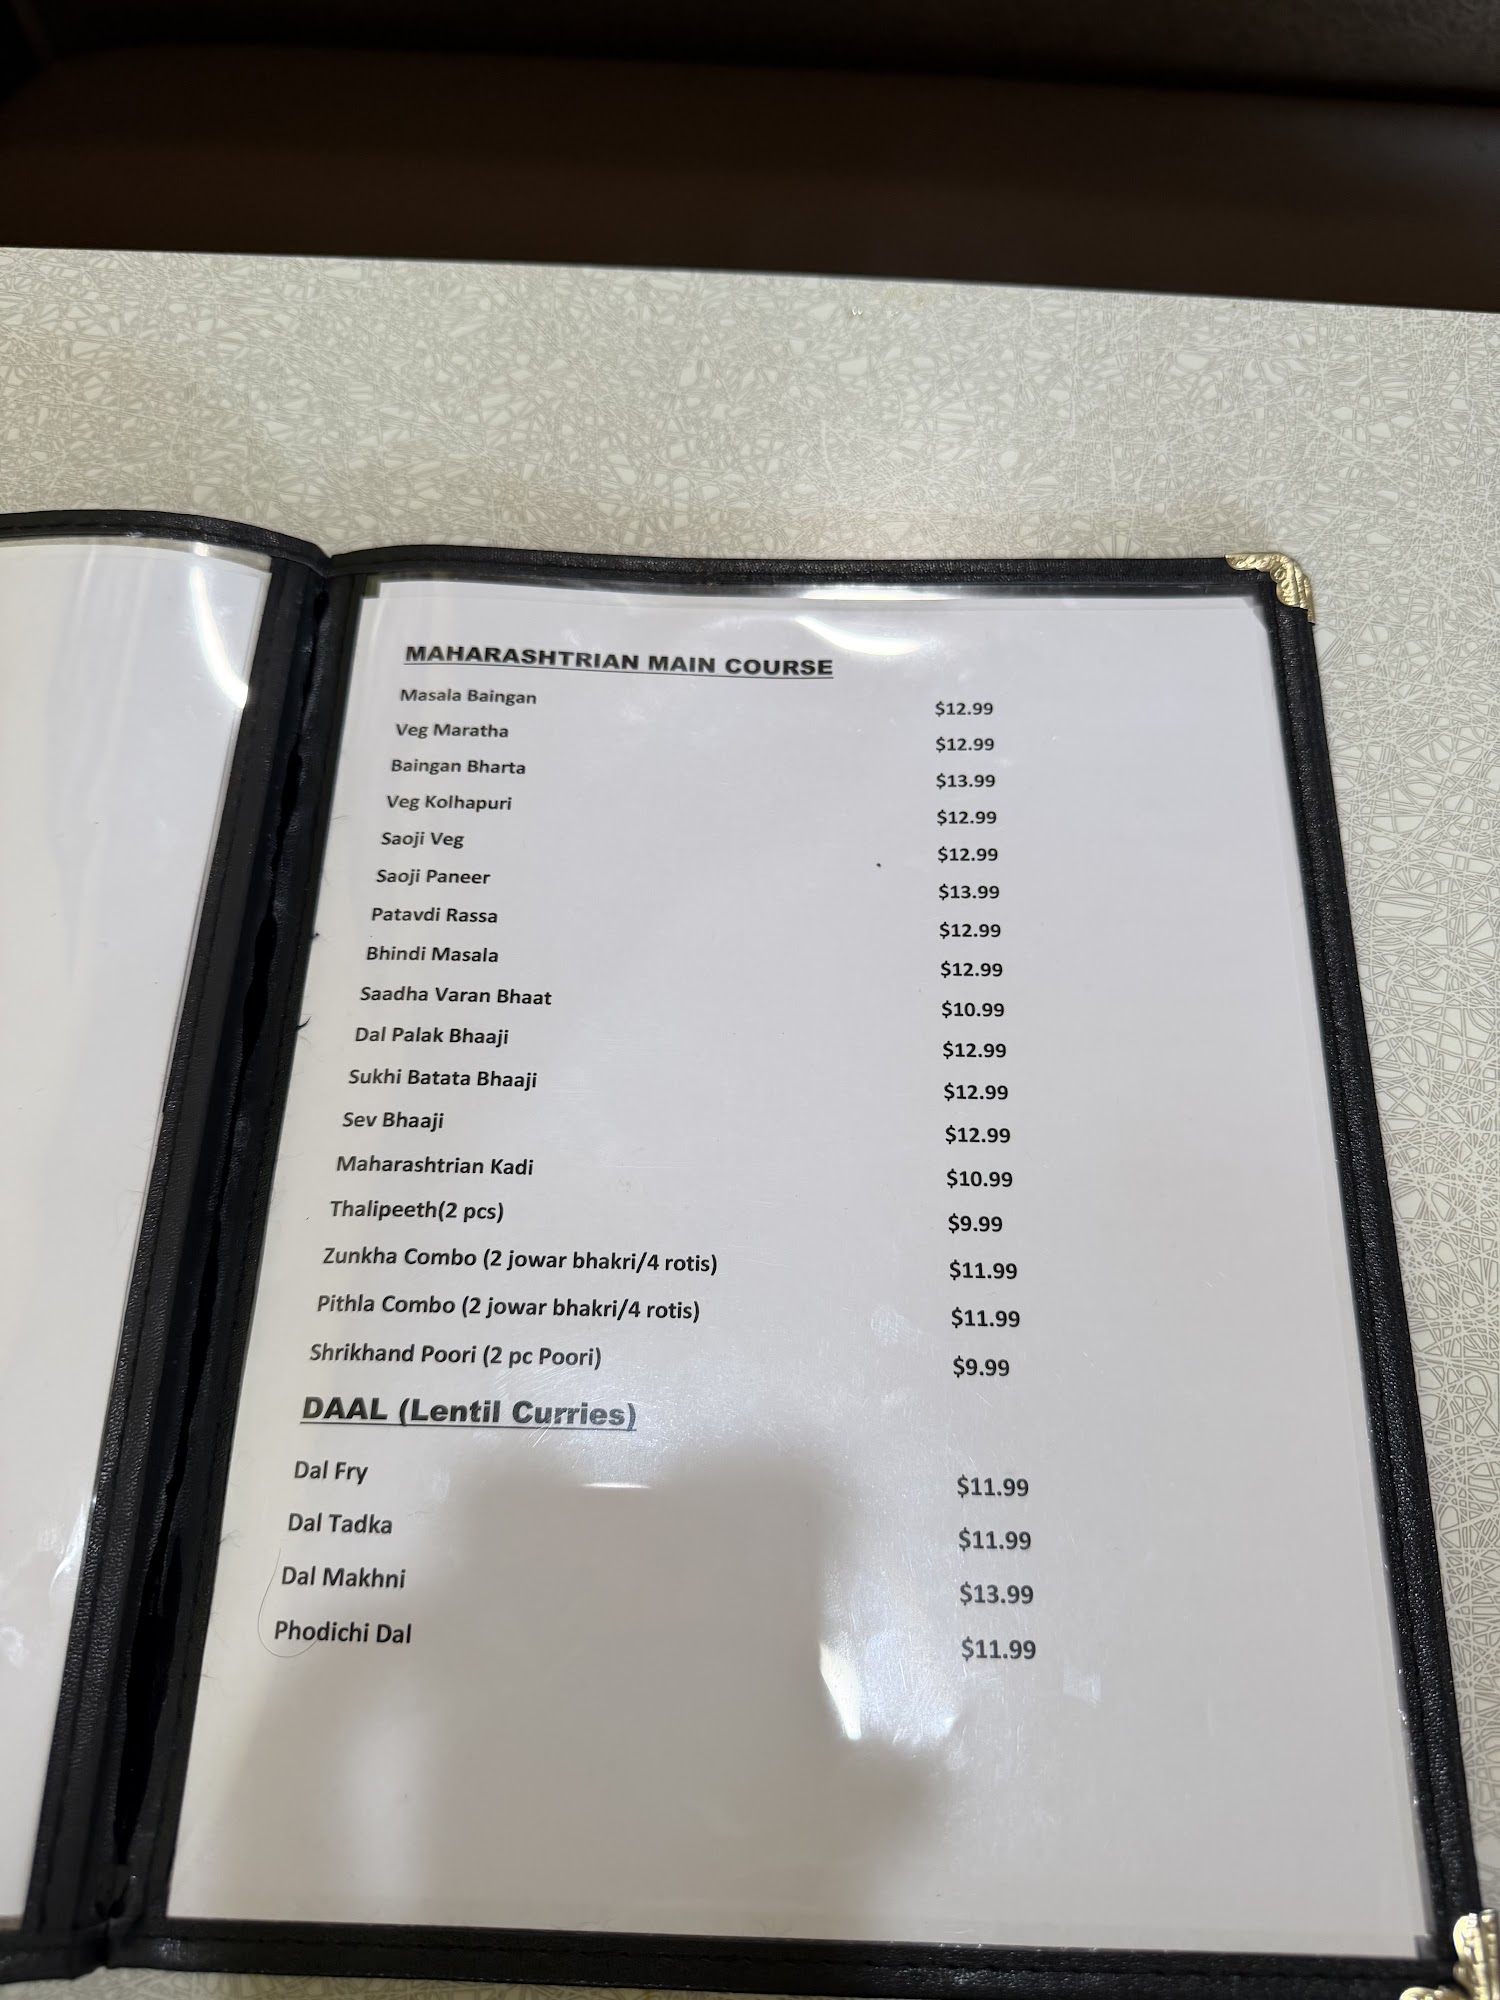 MAHARASHTRIAN MAIN COURSE
Masala Baingan $12.99
Veg Maratha $12.99
Baingan Bharta $13.99
Veg Kolhapuri $12.99
Saoji Veg $12.99
Saoji Paneer $13.99
Patavdi Rassa $12.99
Bhindi Masala $12.99
Saadha Varan Bhaat $10.99
Dal Palak Bhaaji $12.99
Sukhi Batata Bhaaji $12.99
Sev Bhaaji $12.99
Maharashtrian Kadi $10.99
Thalipeeth(2 pcs) $9.99
Zunkha Combo (2 jowar bhakri/4 rotis) $11.99
Pithla Combo (2 jowar bhakri/4 rotis) $11.99
Shrikhand Poori (2 pc Poori) $9.99
DAAL (Lentil Curries)
Dal Fry $11.99
Dal Tadka $11.99
Dal Makhni $13.99
Phodichi Dal $11.99